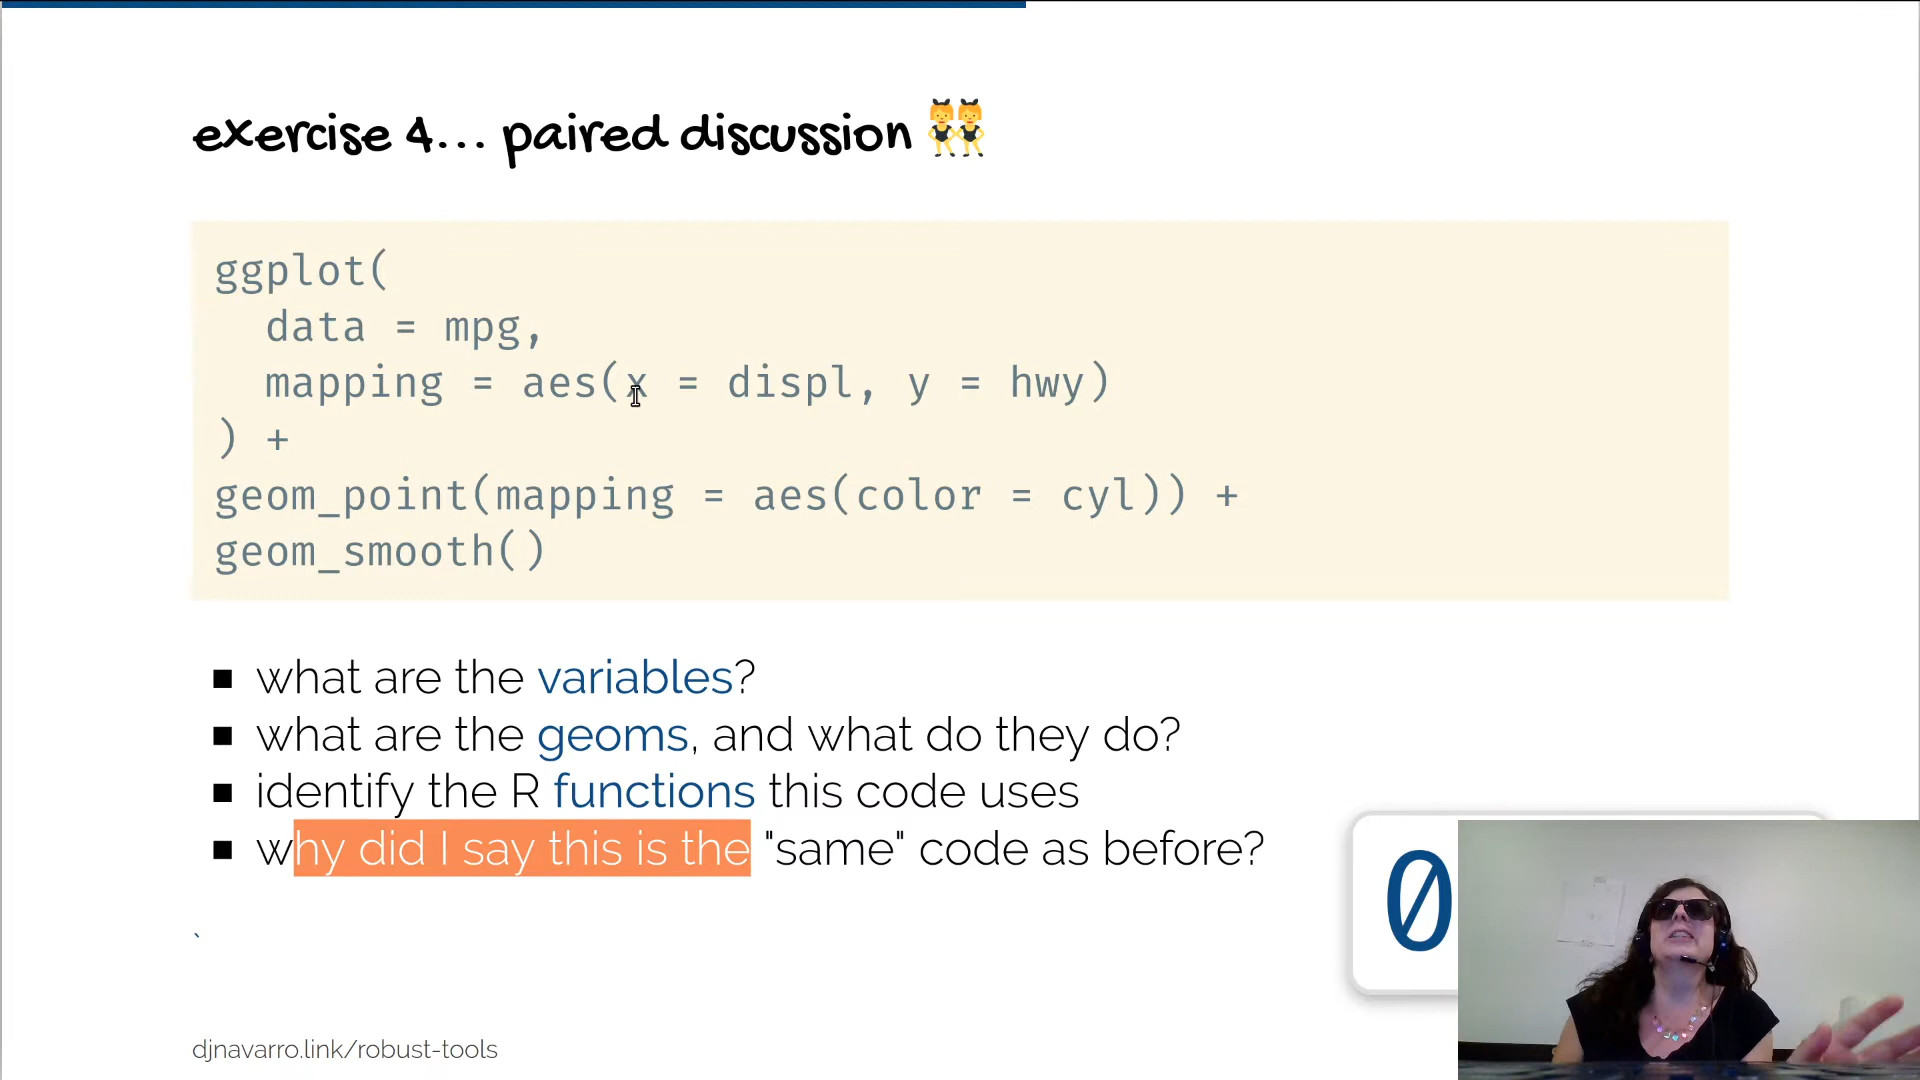 exercise 4... paired discussion 👯
ggplot(
  data = mpg,
  mapping = aes(x = displ, y = hwy)
) +
geom_point(mapping = aes(color = cyl)) +
geom_smooth()
■ what are the variables?
■ what are the geoms, and what do they do?
■ identify the R functions this code uses
■ why did I say this is the "same" code as before?
`
0
djnavarro.link/robust-tools